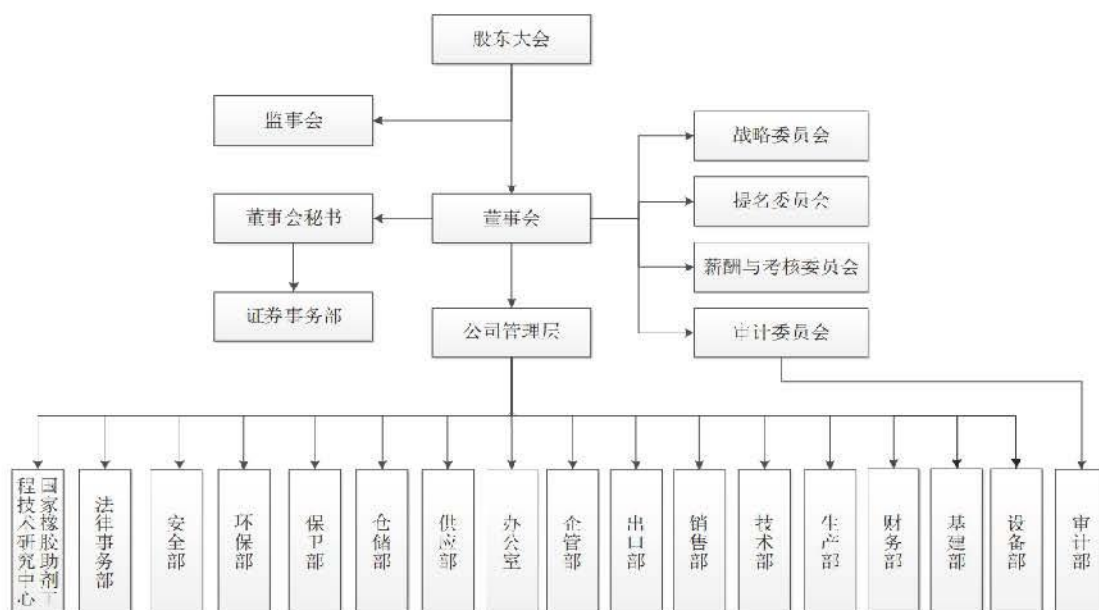 股东大会
监事会
战略委员会
提名委员会
董事会秘书
董事会
薪酬与考核委员会
证券事务部
公司管理层
审计委员会
国家橡胶助剂工
程技术研究中心
法律事务部
安全部
环保部
保卫部
仓储部
供应部
办公室
企管部
出口部
销售部
技术部
生产部
财务部
基建部
设备部
审计部